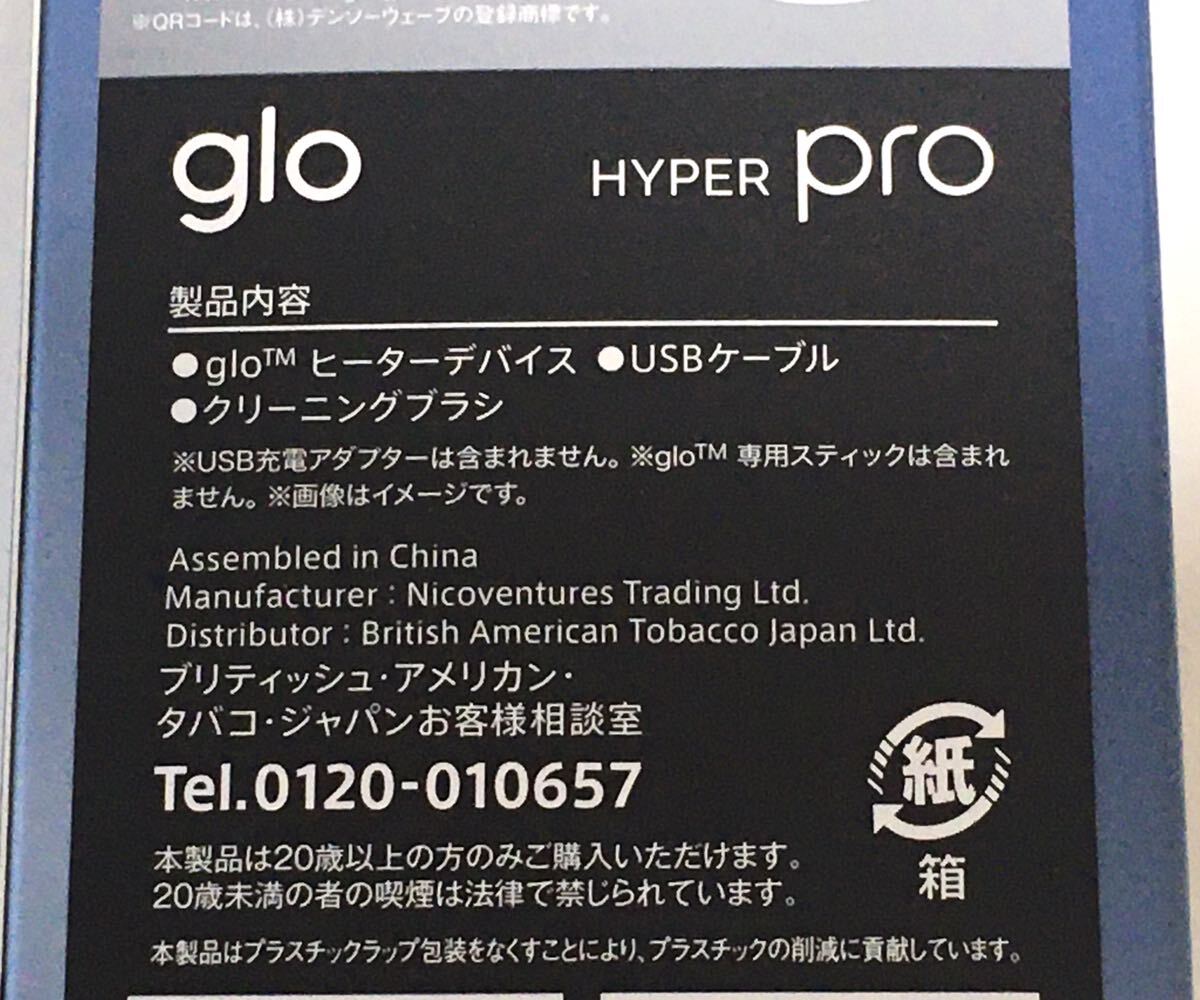 ※QRコードは、(株)デンソーウェーブの登録商標です。
glo
HYPER pro
製品内容
●glo™ ヒーターデバイス ●USBケーブル
●クリーニングブラシ
※USB充電アダプターは含まれません。※glo™ 専用スティックは含まれ
ません。※画像はイメージです。
Assembled in China
Manufacturer : Nicoventures Trading Ltd.
Distributor : British American Tobacco Japan Ltd.
ブリティッシュ・アメリカン・
タバコ・ジャパンお客様相談室
Tel.0120-010657
紙
箱
本製品は20歳以上の方のみご購入いただけます。
20歳未満の者の喫煙は法律で禁じられています。
本製品はプラスチックラップ包装をなくすことにより、プラスチックの削減に貢献しています。